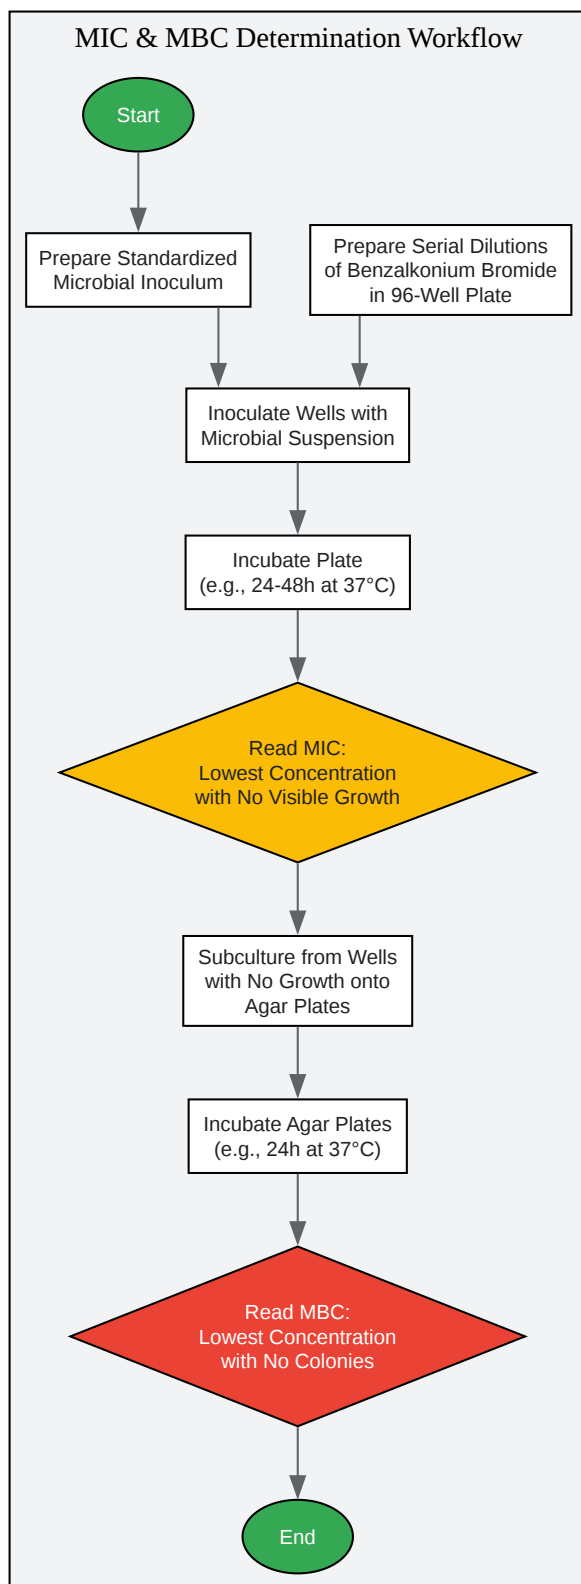 MIC & MBC Determination Workflow
Start
Prepare Standardized
Microbial Inoculum
Prepare Serial Dilutions
of Benzalkonium Bromide
in 96-Well Plate
Inoculate Wells with
Microbial Suspension
Incubate Plate
(e.g., 24-48h at 37°C)
Read MIC:
Lowest Concentration
with No Visible Growth
Subculture from Wells
with No Growth onto
Agar Plates
Incubate Agar Plates
(e.g., 24h at 37°C)
Read MBC:
Lowest Concentration
with No Colonies
End